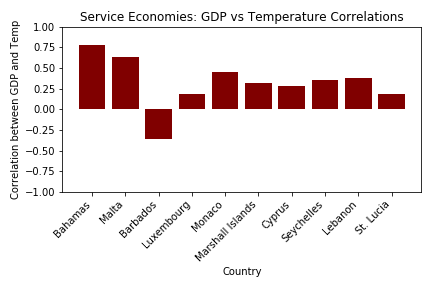 Service Economies: GDP vs Temperature Correlations
Correlation between GDP and Temp
1.00
0.75
0.50
0.25
0.00
−0.25
−0.50
−0.75
−1.00
Bahamas
Malta
Barbados
Luxembourg
Monaco
Marshall Islands
Cyprus
Seychelles
Lebanon
St. Lucia
Country